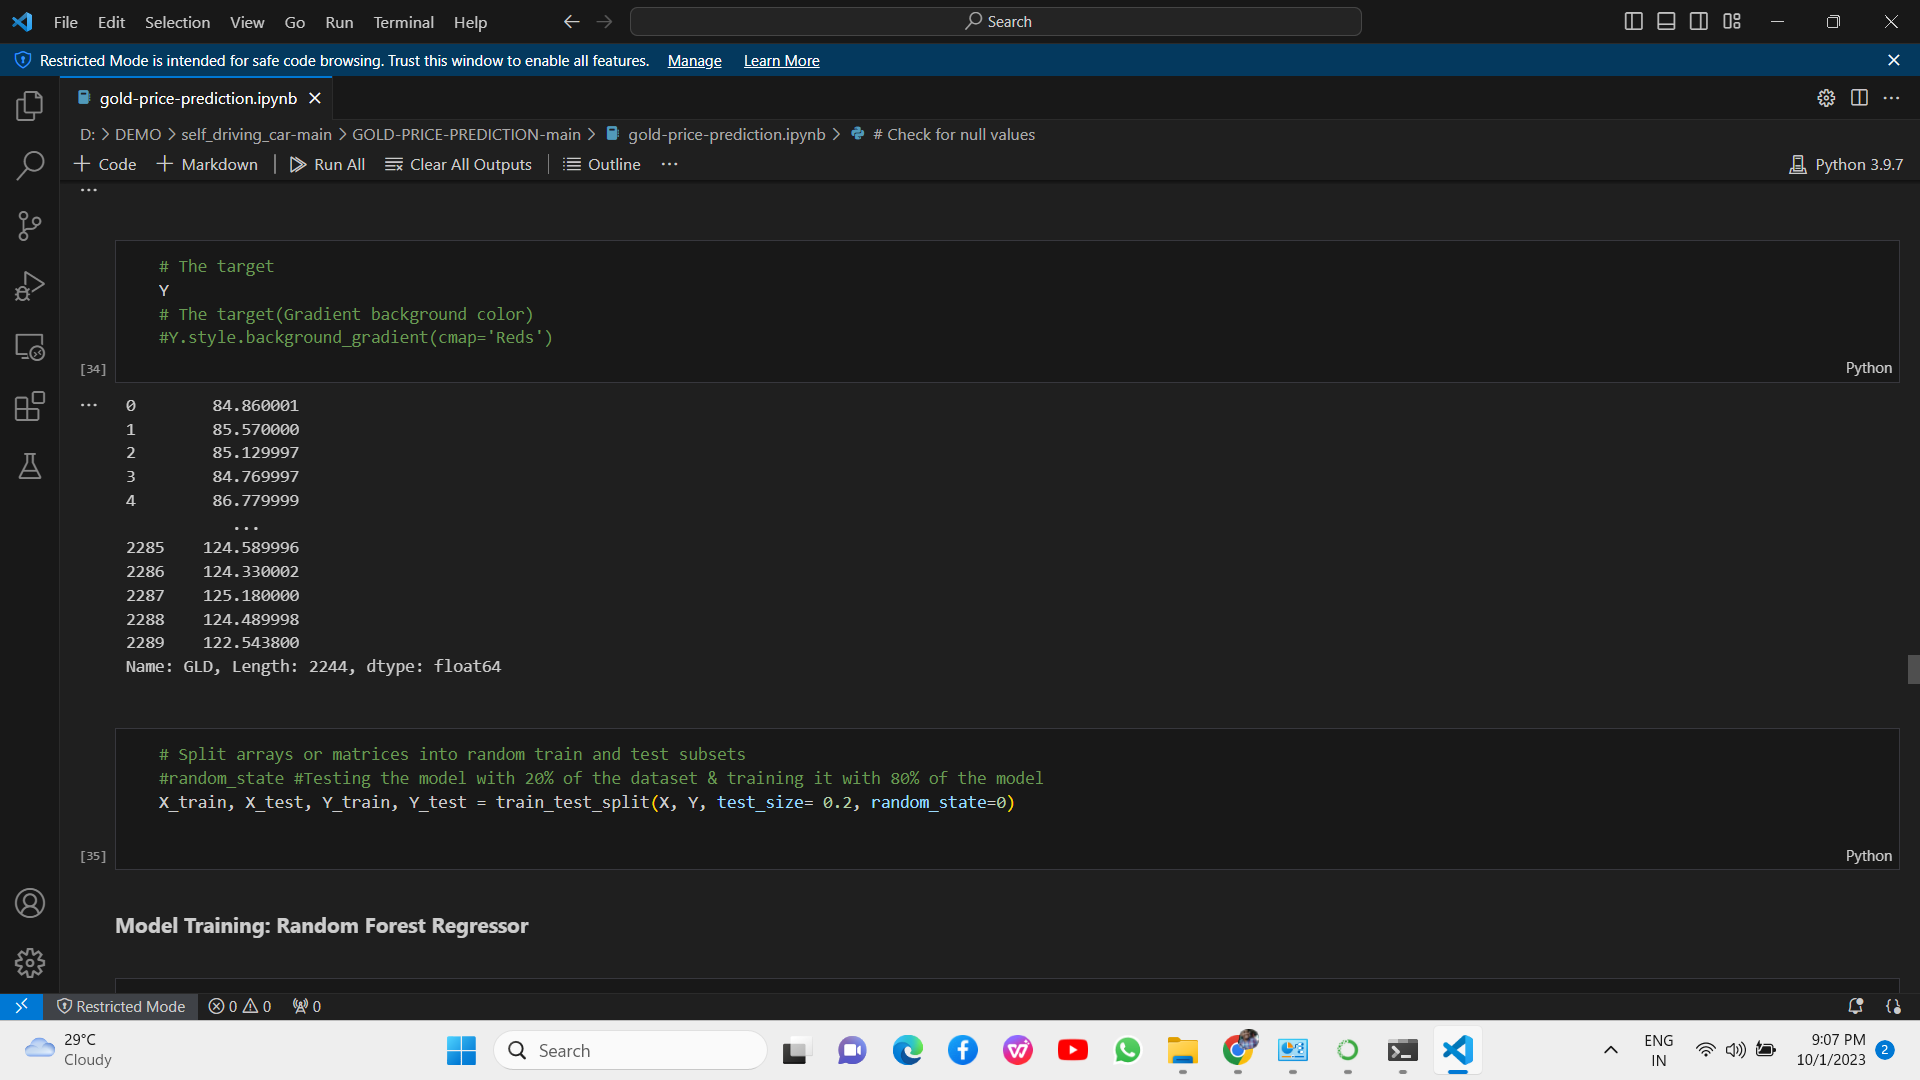 File Edit Selection View Go Run Terminal Help Search
Restricted Mode is intended for safe code browsing. Trust this window to enable all features. Manage Learn More
gold-price-prediction.ipynb
D: > DEMO > self_driving_car-main > GOLD-PRICE-PREDICTION-main > gold-price-prediction.ipynb > # Check for null values
+ Code + Markdown Run All Clear All Outputs Outline ... Python 3.9.7
...
# The target
Y
# The target(Gradient background color)
#Y.style.background_gradient(cmap='Reds')
[34] Python
... 0 84.860001
1 85.570000
2 85.129997
3 84.769997
4 86.779999
...
2285 124.589996
2286 124.330002
2287 125.180000
2288 124.489998
2289 122.543800
Name: GLD, Length: 2244, dtype: float64
# Split arrays or matrices into random train and test subsets
#random_state #Testing the model with 20% of the dataset & training it with 80% of the model
X_train, X_test, Y_train, Y_test = train_test_split(X, Y, test_size= 0.2, random_state=0)
[35] Python
Model Training: Random Forest Regressor
Restricted Mode 0 0 0
29°C
Cloudy
Search
ENG
IN
9:07 PM
10/1/2023
2